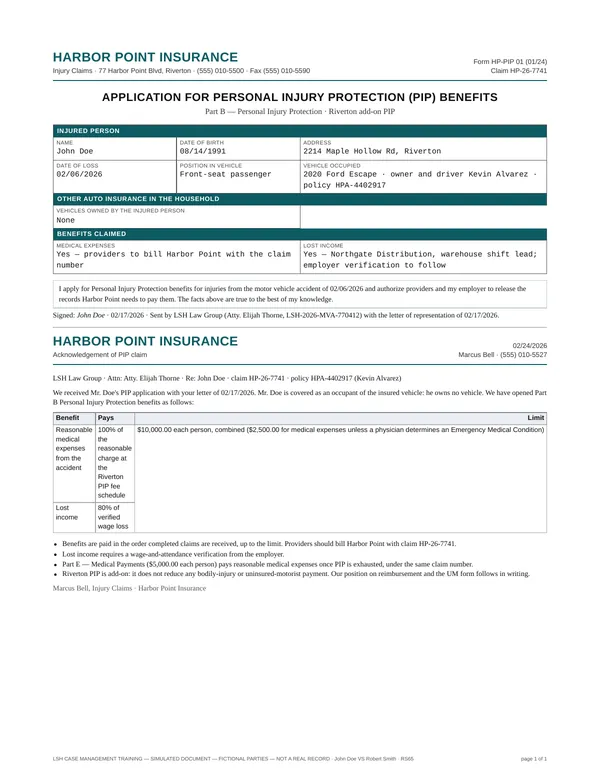 HARBOR POINT INSURANCE
Injury Claims · 77 Harbor Point Blvd, Riverton · (555) 010-5500 · Fax (555) 010-5590
Form HP-PIP 01 (01/24)
Claim HP-26-7741
APPLICATION FOR PERSONAL INJURY PROTECTION (PIP) BENEFITS
Part B — Personal Injury Protection · Riverton add-on PIP
INJURED PERSON
NAME
John Doe
DATE OF BIRTH
08/14/1991
ADDRESS
2214 Maple Hollow Rd, Riverton
DATE OF LOSS
02/06/2026
POSITION IN VEHICLE
Front-seat passenger
VEHICLE OCCUPIED
2020 Ford Escape · owner and driver Kevin Alvarez ·
policy HPA-4402917
OTHER AUTO INSURANCE IN THE HOUSEHOLD
VEHICLES OWNED BY THE INJURED PERSON
None
BENEFITS CLAIMED
MEDICAL EXPENSES
Yes — providers to bill Harbor Point with the claim
number
LOST INCOME
Yes — Northgate Distribution, warehouse shift lead;
employer verification to follow
I apply for Personal Injury Protection benefits for injuries from the motor vehicle accident of 02/06/2026 and authorize providers and my employer to release the
records Harbor Point needs to pay them. The facts above are true to the best of my knowledge.
Signed: John Doe · 02/17/2026 · Sent by LSH Law Group (Atty. Elijah Thorne, LSH-2026-MVA-770412) with the letter of representation of 02/17/2026.
HARBOR POINT INSURANCE
Acknowledgement of PIP claim
02/24/2026
Marcus Bell · (555) 010-5527
LSH Law Group · Attn: Atty. Elijah Thorne · Re: John Doe · claim HP-26-7741 · policy HPA-4402917 (Kevin Alvarez)
We received Mr. Doe's PIP application with your letter of 02/17/2026. Mr. Doe is covered as an occupant of the insured vehicle: he owns no vehicle. We have opened Part
B Personal Injury Protection benefits as follows:
Benefit
Pays
Limit
Reasonable
medical
expenses
from the
accident
100% of
the
reasonable
charge at
the
Riverton
PIP fee
schedule
$10,000.00 each person, combined ($2,500.00 for medical expenses unless a physician determines an Emergency Medical Condition)
Lost
income
80% of
verified
wage loss
• Benefits are paid in the order completed claims are received, up to the limit. Providers should bill Harbor Point with claim HP-26-7741.
• Lost income requires a wage-and-attendance verification from the employer.
• Part E — Medical Payments ($5,000.00 each person) pays reasonable medical expenses once PIP is exhausted, under the same claim number.
• Riverton PIP is add-on: it does not reduce any bodily-injury or uninsured-motorist payment. Our position on reimbursement and the UM form follows in writing.
Marcus Bell, Injury Claims · Harbor Point Insurance
LSH CASE MANAGEMENT TRAINING — SIMULATED DOCUMENT — FICTIONAL PARTIES — NOT A REAL RECORD · John Doe VS Robert Smith · RS65
page 1 of 1